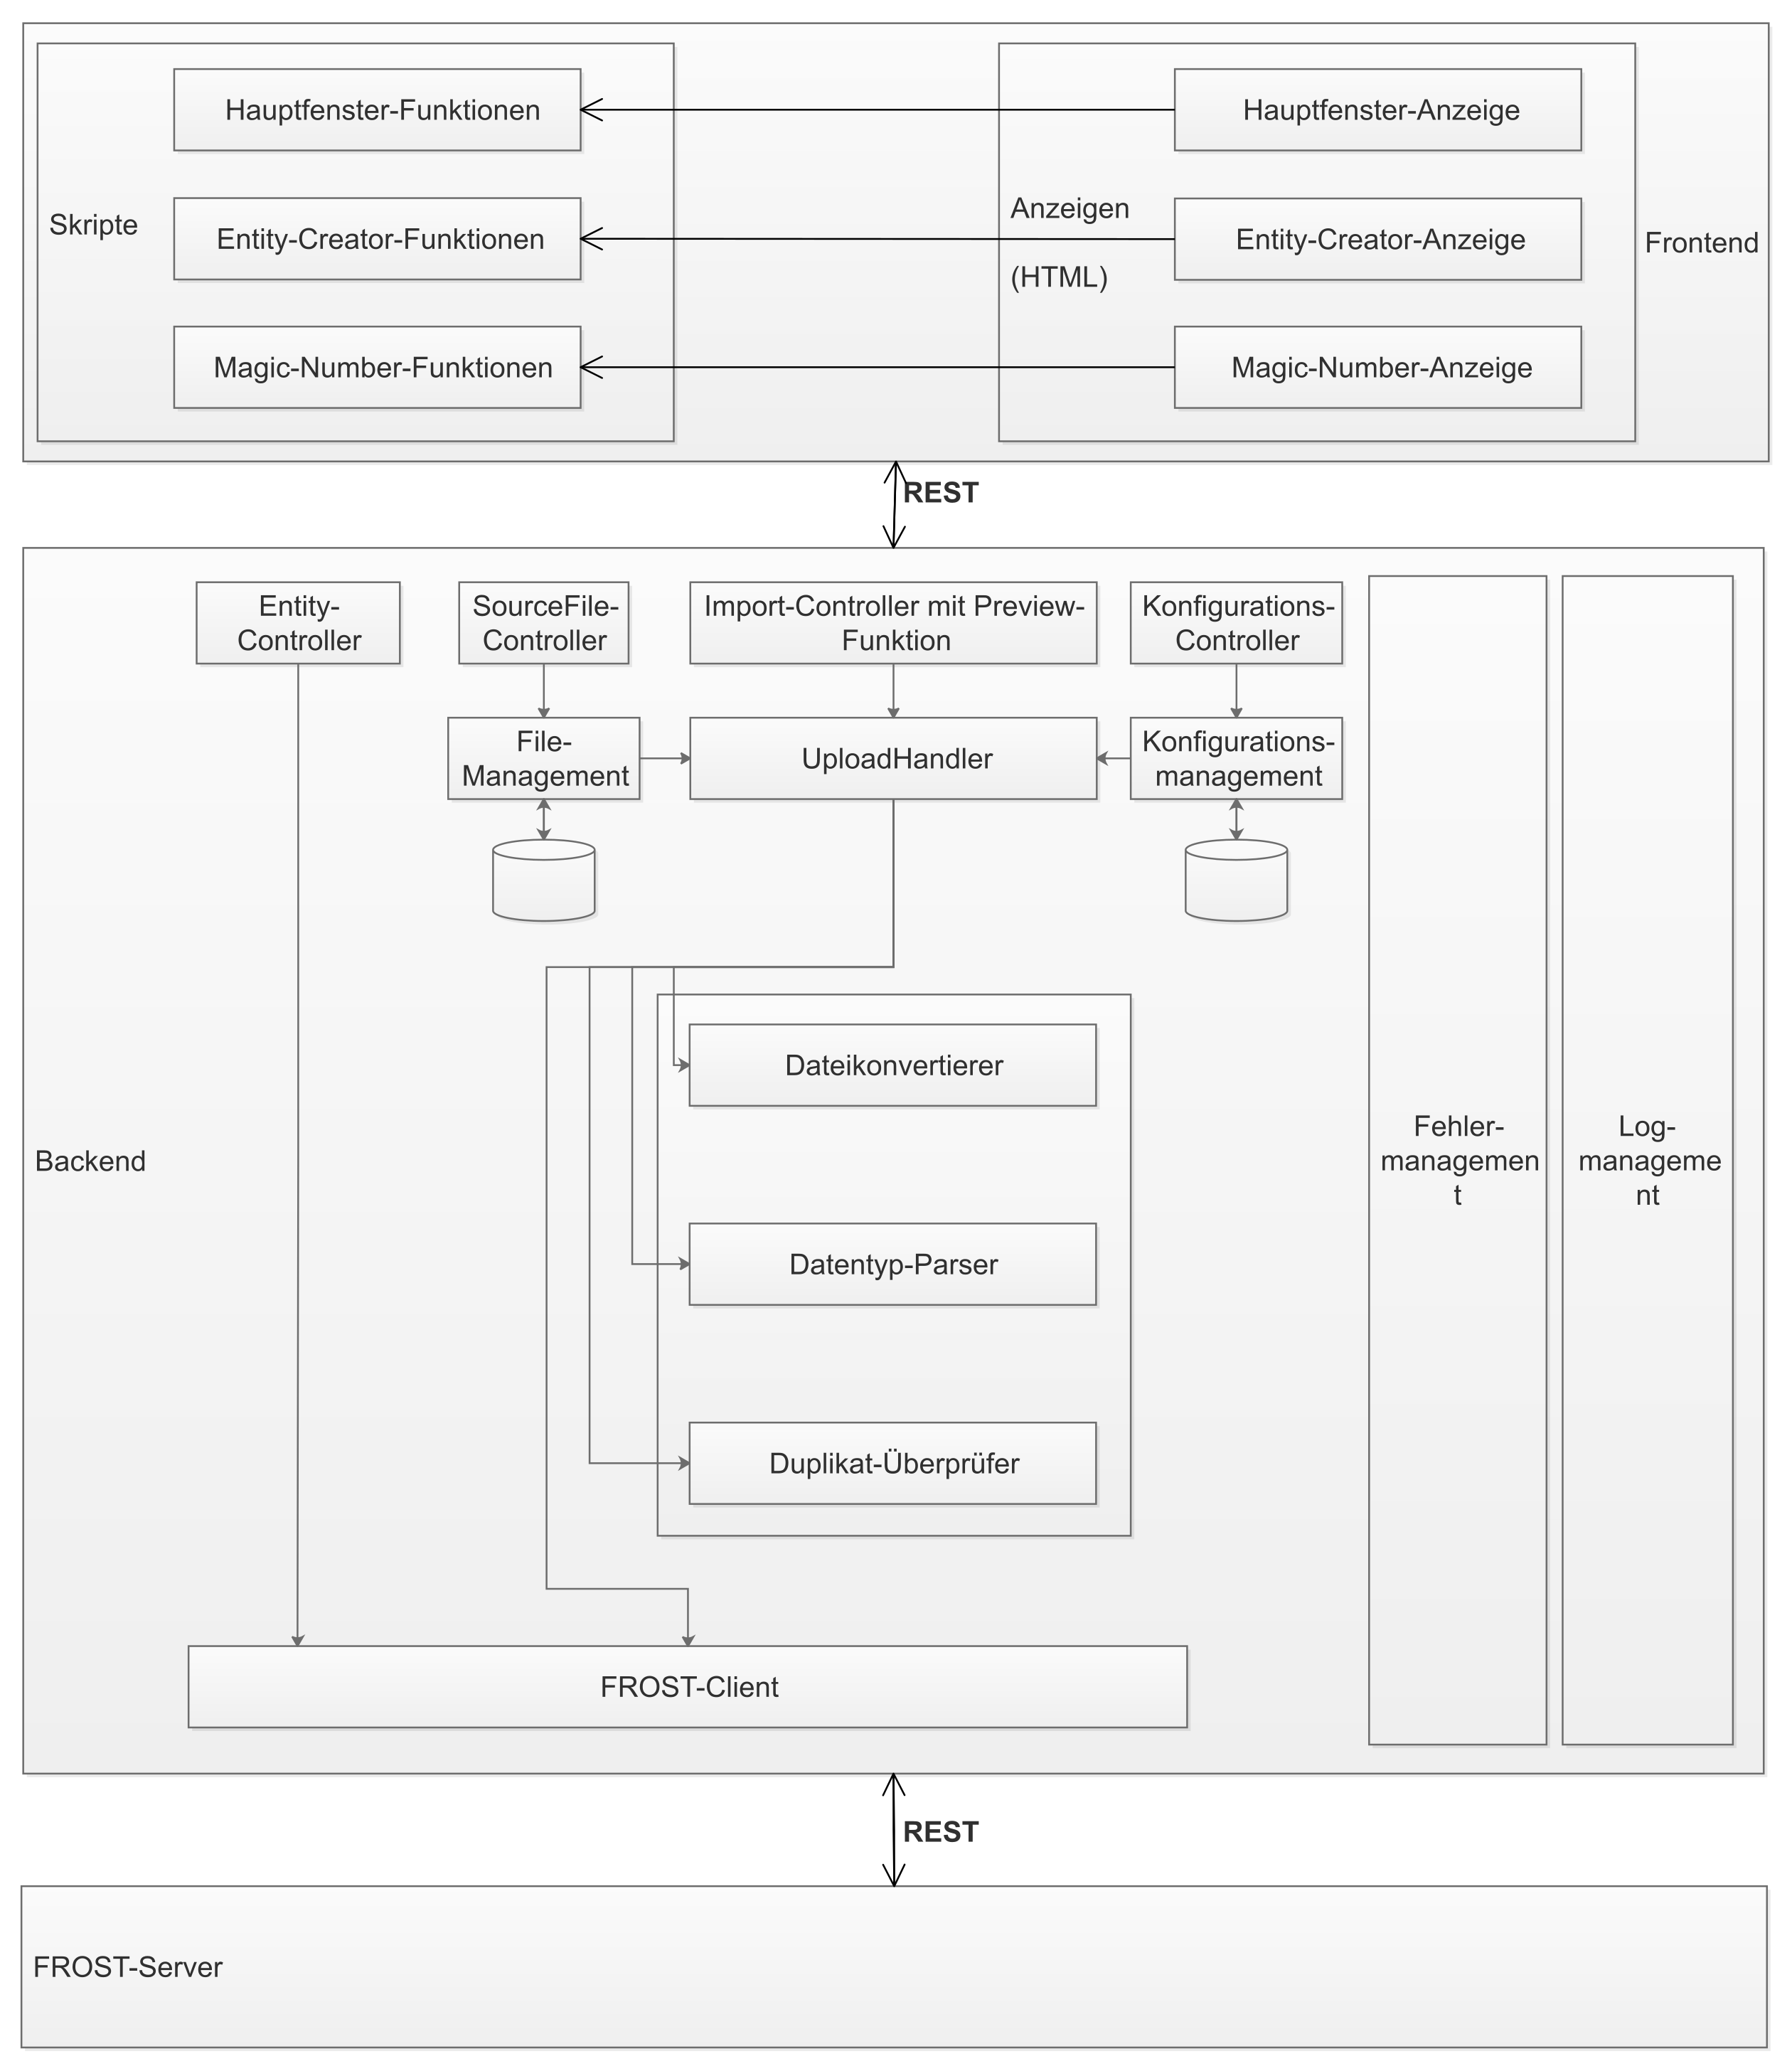 Hauptfenster-Funktionen
Hauptfenster-Anzeige
Skripte
Entity-Creator-Funktionen
Anzeigen
(HTML)
Entity-Creator-Anzeige
Frontend
Magic-Number-Funktionen
Magic-Number-Anzeige
REST
Entity-
Controller
SourceFile-
Controller
Import-Controller mit Preview-
Funktion
Konfigurations-
Controller
File-
Management
UploadHandler
Konfigurations-
management
Dateikonvertierer
Backend
Fehler-
managemen
t
Log-
manageme
nt
Datentyp-Parser
Duplikat-Überprüfer
FROST-Client
REST
FROST-Server